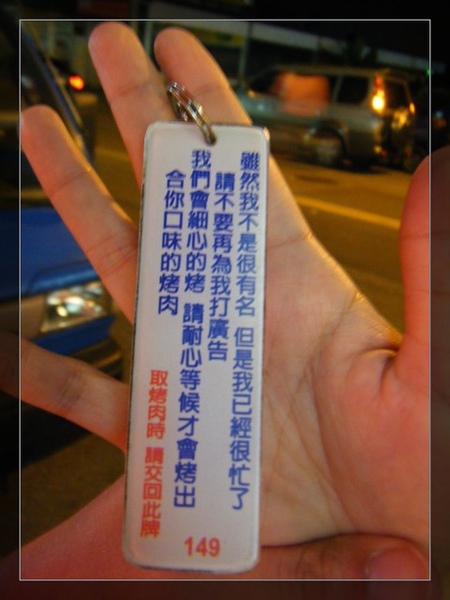 雖然我不是很有名 但是我已經很忙了
請不要再為我打廣告
我們會細心的烤 請耐心等候才會烤出
合你口味的烤肉
取烤肉時 請交回此牌
149